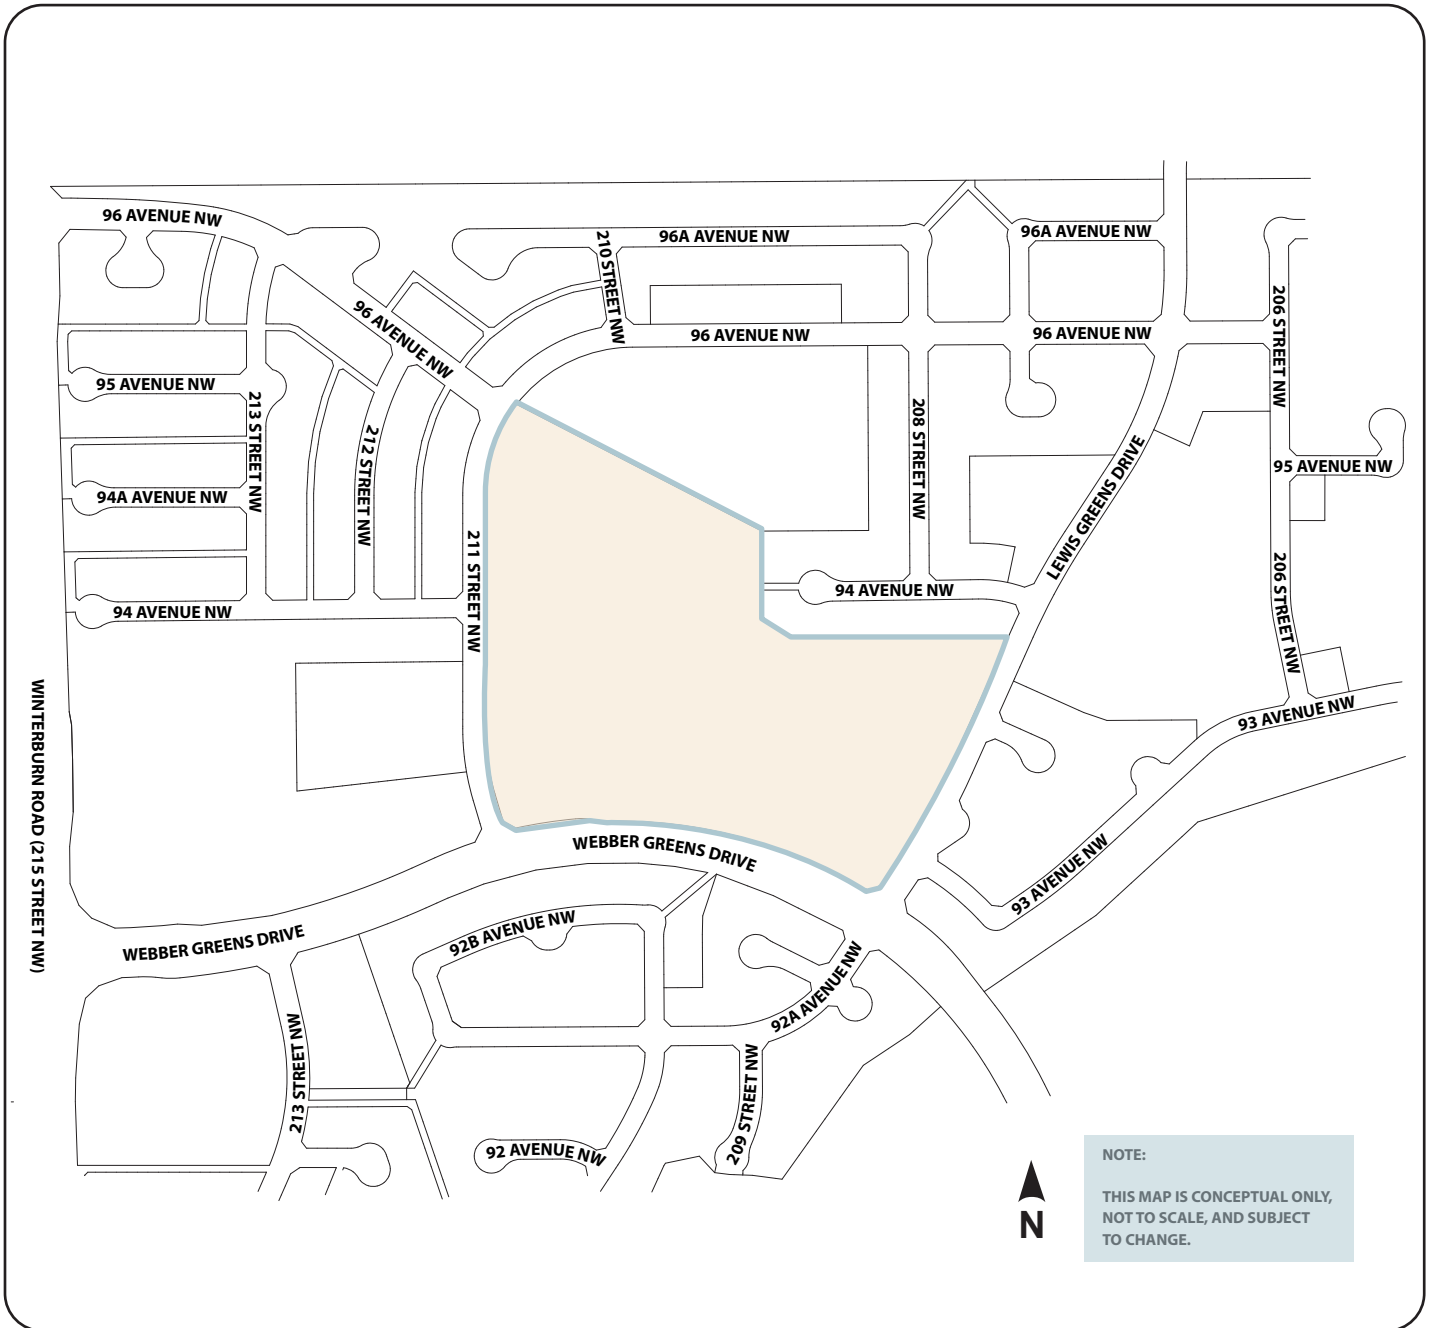 96 AVENUE NW
96A AVENUE NW
96A AVENUE NW
210 STREET NW
96 AVENUE NW
96 AVENUE NW
96 AVENUE NW
206 STREET NW
95 AVENUE NW
213 STREET NW
212 STREET NW
208 STREET NW
LEWIS GREENS DRIVE
95 AVENUE NW
94A AVENUE NW
211 STREET NW
94 AVENUE NW
94 AVENUE NW
206 STREET NW
WINTERBURN ROAD (215 STREET NW)
93 AVENUE NW
WEBBER GREENS DRIVE
93 AVENUE NW
WEBBER GREENS DRIVE
92B AVENUE NW
92A AVENUE NW
213 STREET NW
209 STREET NW
92 AVENUE NW
N
NOTE:
THIS MAP IS CONCEPTUAL ONLY,
NOT TO SCALE, AND SUBJECT
TO CHANGE.